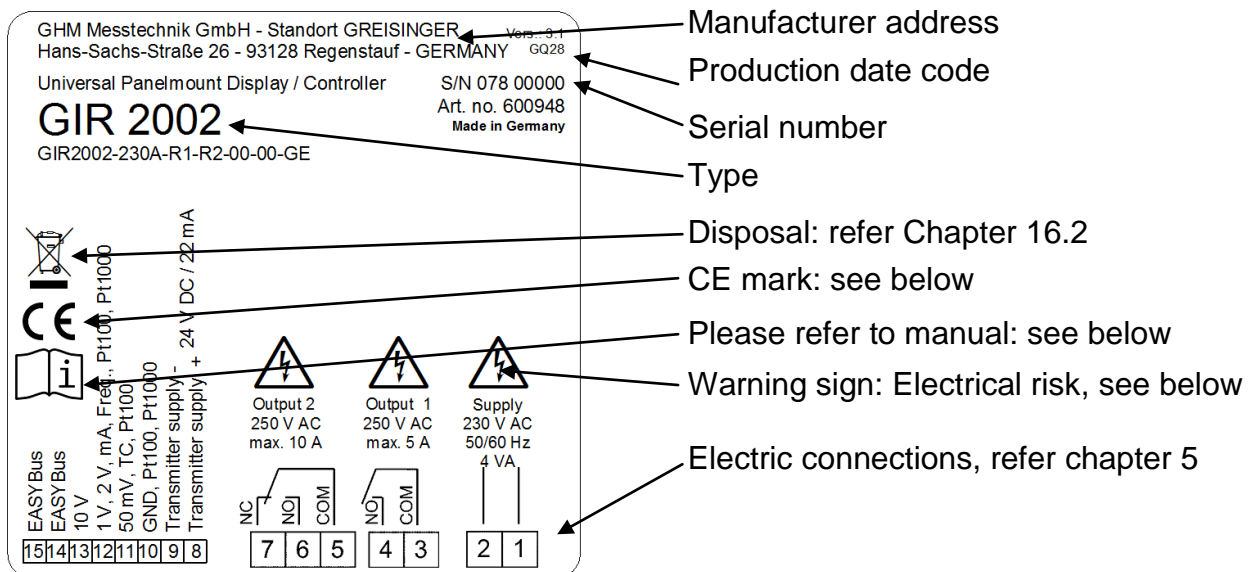 GHM Messtechnik GmbH - Standort GREISINGER
Vers.: 3.1
Hans-Sachs-Straße 26 - 93128 Regenstauf - GERMANY
GQ28
Universal Panelmount Display / Controller
S/N 078 00000
GIR 2002
Art. no. 600948
Made in Germany
GIR2002-230A-R1-R2-00-00-GE
Manufacturer address
Production date code
Serial number
Type
Disposal: refer Chapter 16.2
CE mark: see below
Please refer to manual: see below
Warning sign: Electrical risk, see below
Electric connections, refer chapter 5
CE
i
EASYBus
EASYBus
10 V
1 V, 2 V, mA, Freq., Pt100, Pt1000
50 mV, TC, Pt100
GND, Pt100, Pt1000
Transmitter supply -
Transmitter supply + 24 V DC / 22 mA
15 14 13 12 11 10 9 8
Output 2
250 V AC
max. 10 A
NC NO COM
7 6 5
Output 1
250 V AC
max. 5 A
NO COM
4 3
Supply
230 V AC
50/60 Hz
4 VA
2 1